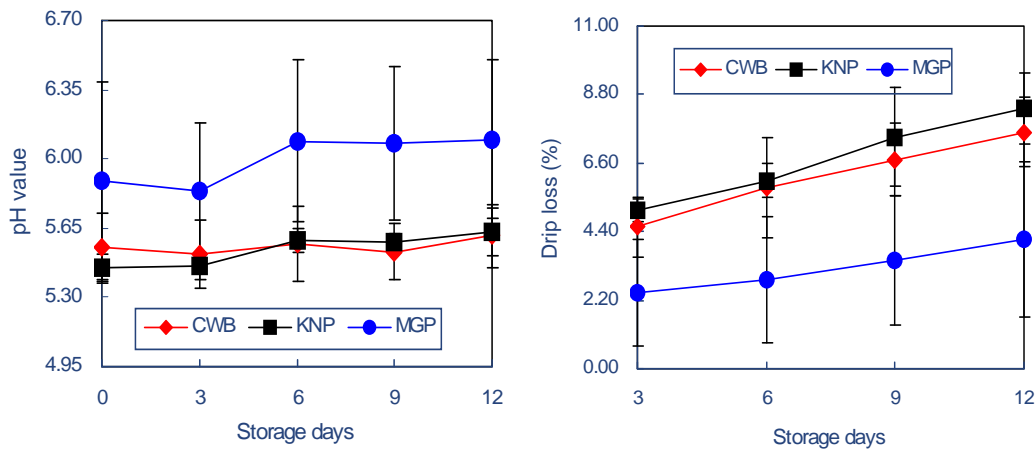 6.70
6.35
6.00
5.65
5.30
4.95
pH value
CWB KNP MGP
0 3 6 9 12
Storage days
11.00
8.80
6.60
4.40
2.20
0.00
Drip loss (%)
CWB KNP MGP
3 6 9 12
Storage days